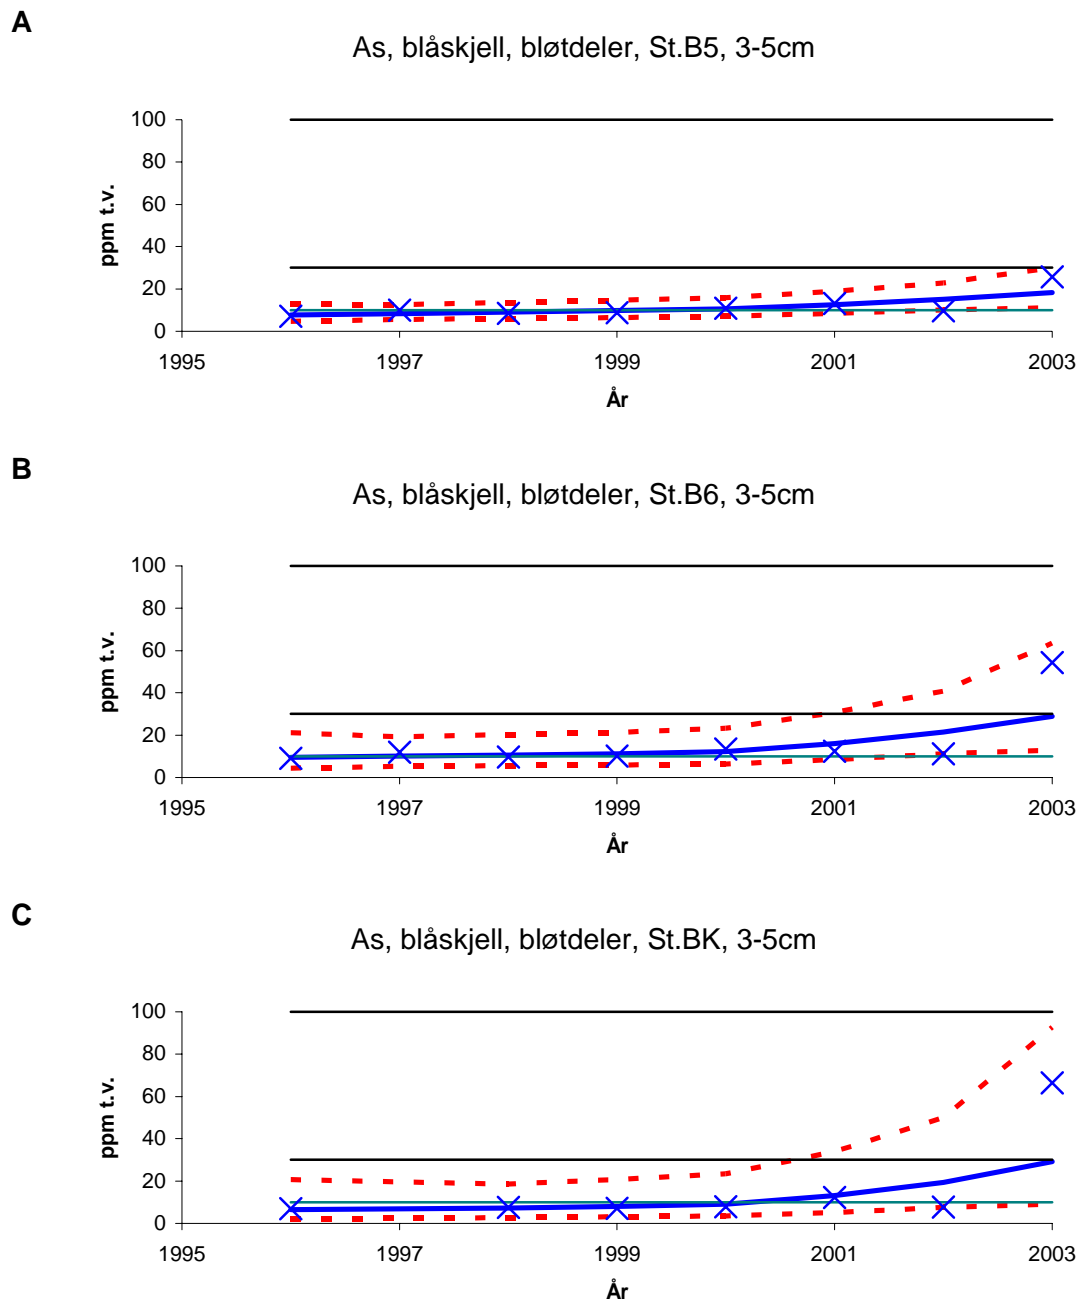 A
As, blåskjell, bløtdeler, St.B5, 3-5cm
100
80
60
40
20
0
ppm t.v.
1995 1997 1999 2001 2003
År
B
As, blåskjell, bløtdeler, St.B6, 3-5cm
100
80
60
40
20
0
ppm t.v.
1995 1997 1999 2001 2003
År
C
As, blåskjell, bløtdeler, St.BK, 3-5cm
100
80
60
40
20
0
ppm t.v.
1995 1997 1999 2001 2003
År